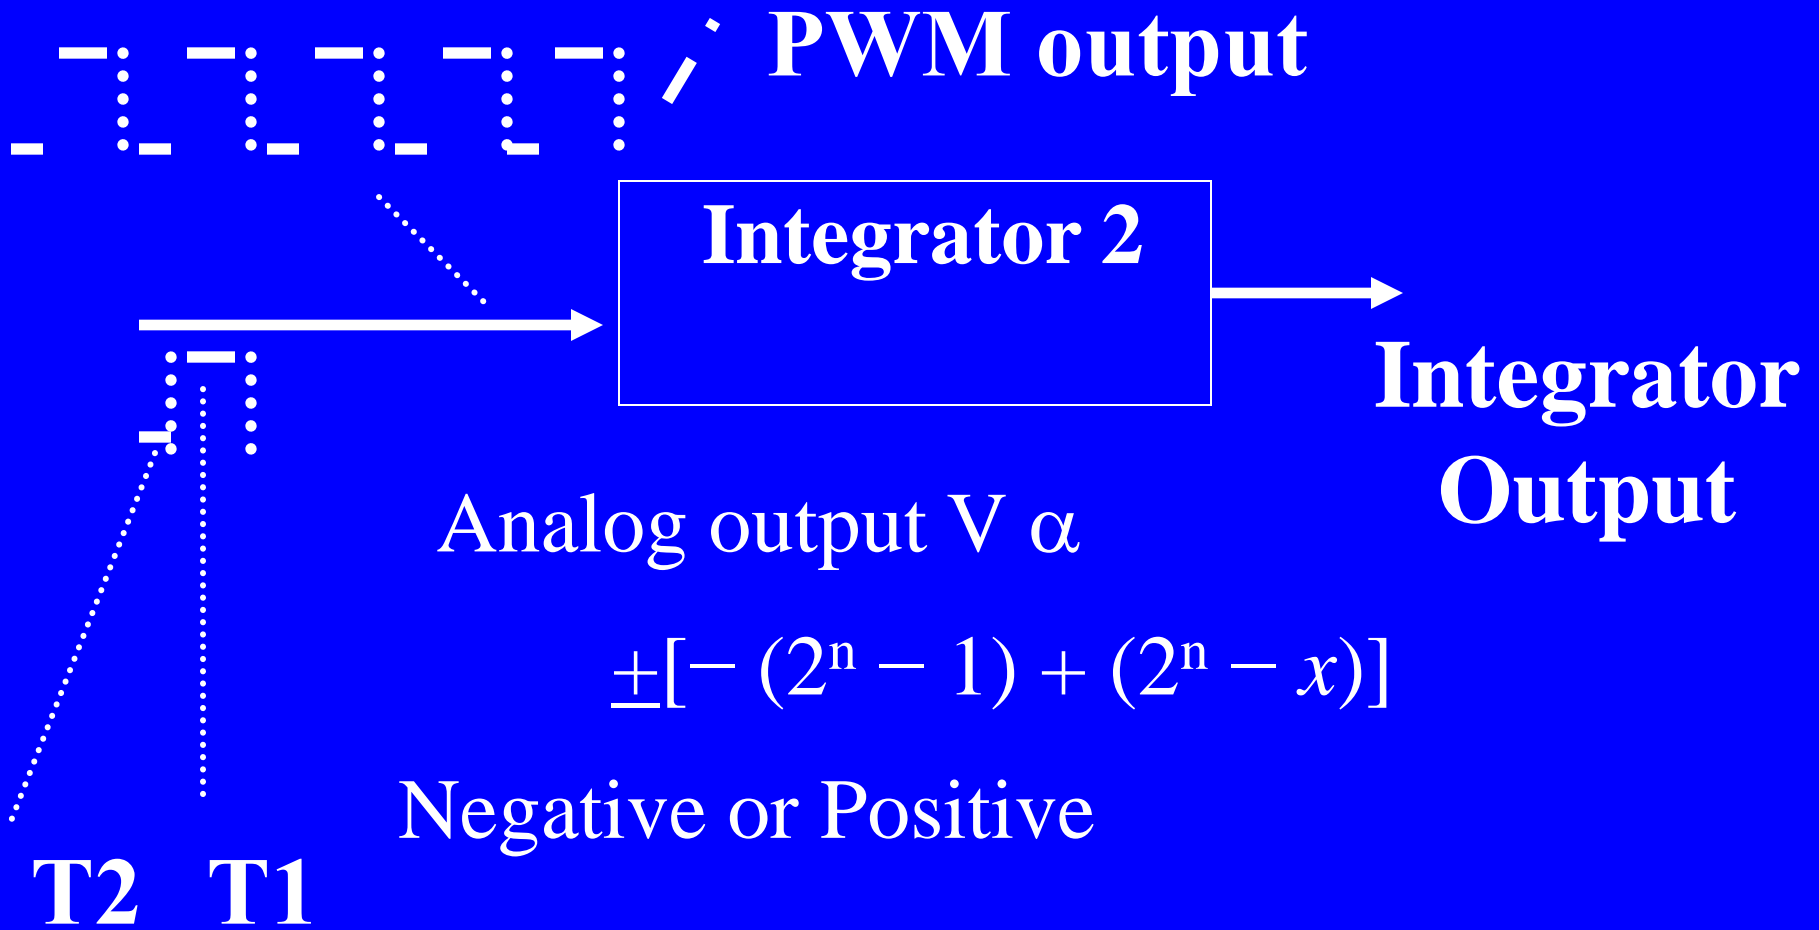 PWM output
Integrator 2
Integrator
Output
Analog output V α
±[− (2ⁿ − 1) + (2ⁿ − x)]
Negative or Positive
T2 T1